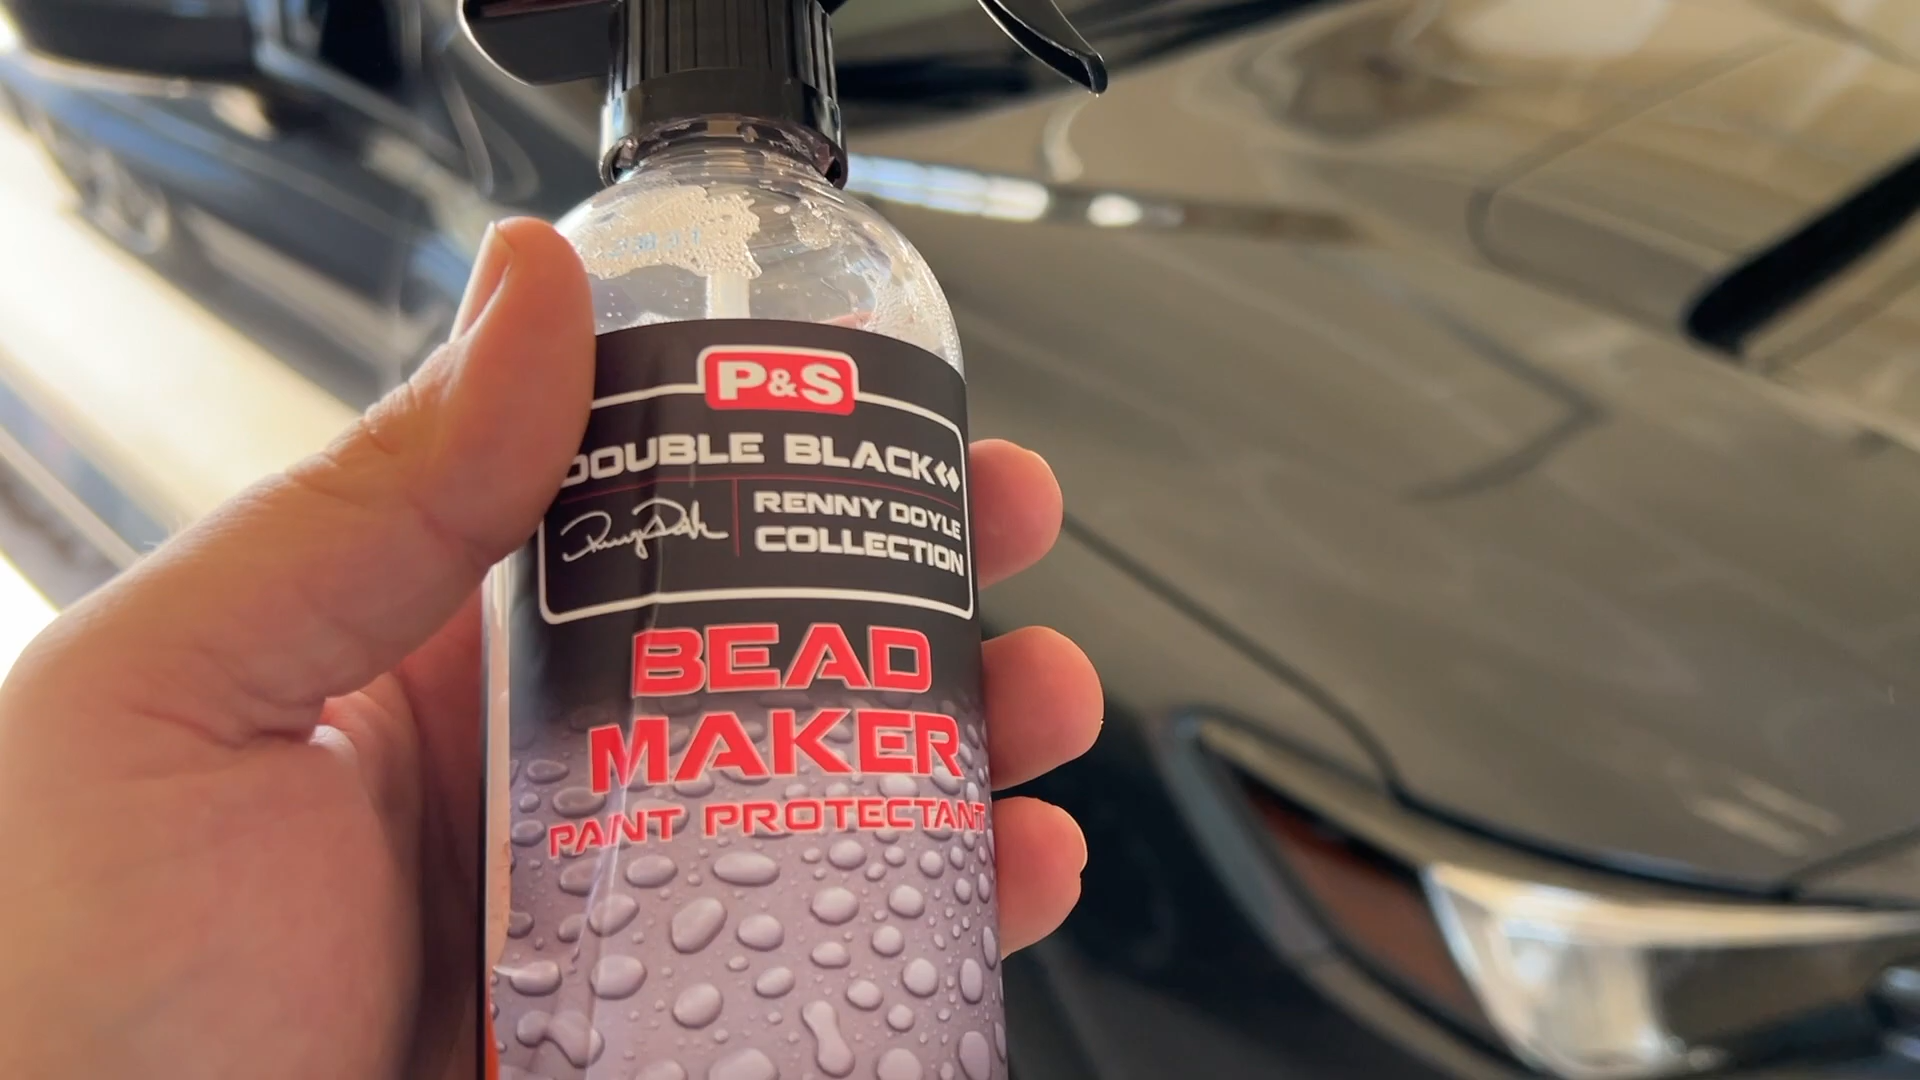 P&S
DOUBLE BLACK
RENNY DOYLE
COLLECTION
BEAD
MAKER
PAINT PROTECTANT